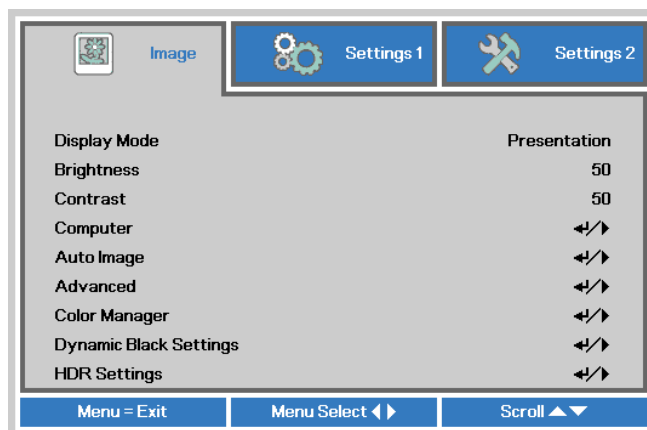 Image Settings 1 Settings 2
Display Mode Presentation
Brightness 50
Contrast 50
Computer ↵/▶
Auto Image ↵/▶
Advanced ↵/▶
Color Manager ↵/▶
Dynamic Black Settings ↵/▶
HDR Settings ↵/▶
Menu = Exit Menu Select ◀ ▶ Scroll ▲▼